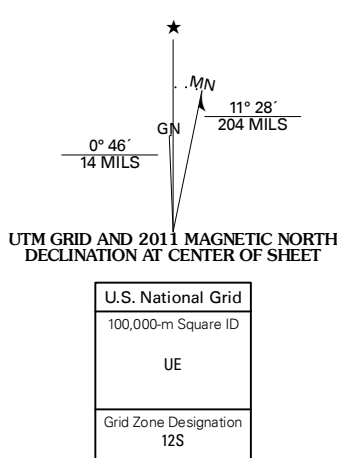 ★
MN
11° 28´
204 MILS
GN
0° 46´
14 MILS
UTM GRID AND 2011 MAGNETIC NORTH
DECLINATION AT CENTER OF SHEET
U.S. National Grid
100,000-m Square ID
UE
Grid Zone Designation
12S